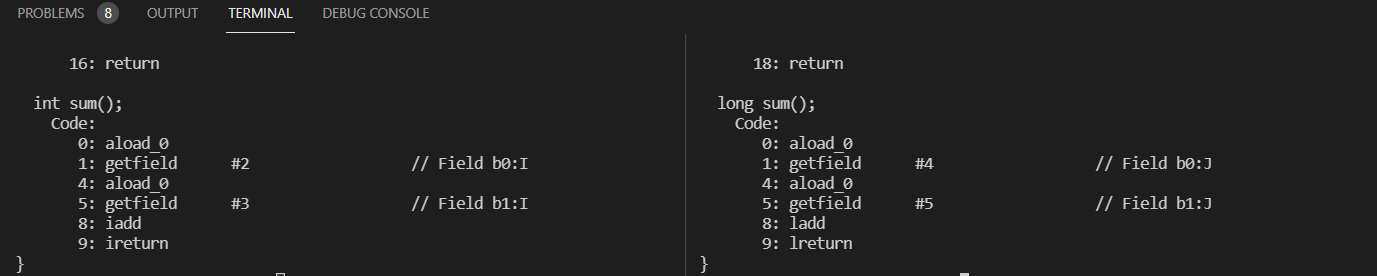 PROBLEMS 8 OUTPUT TERMINAL DEBUG CONSOLE
16: return
int sum();
Code:
0: aload_0
1: getfield #2 // Field b0:I
4: aload_0
5: getfield #3 // Field b1:I
8: iadd
9: ireturn
}
18: return
long sum();
Code:
0: aload_0
1: getfield #4 // Field b0:J
4: aload_0
5: getfield #5 // Field b1:J
8: ladd
9: lreturn
}